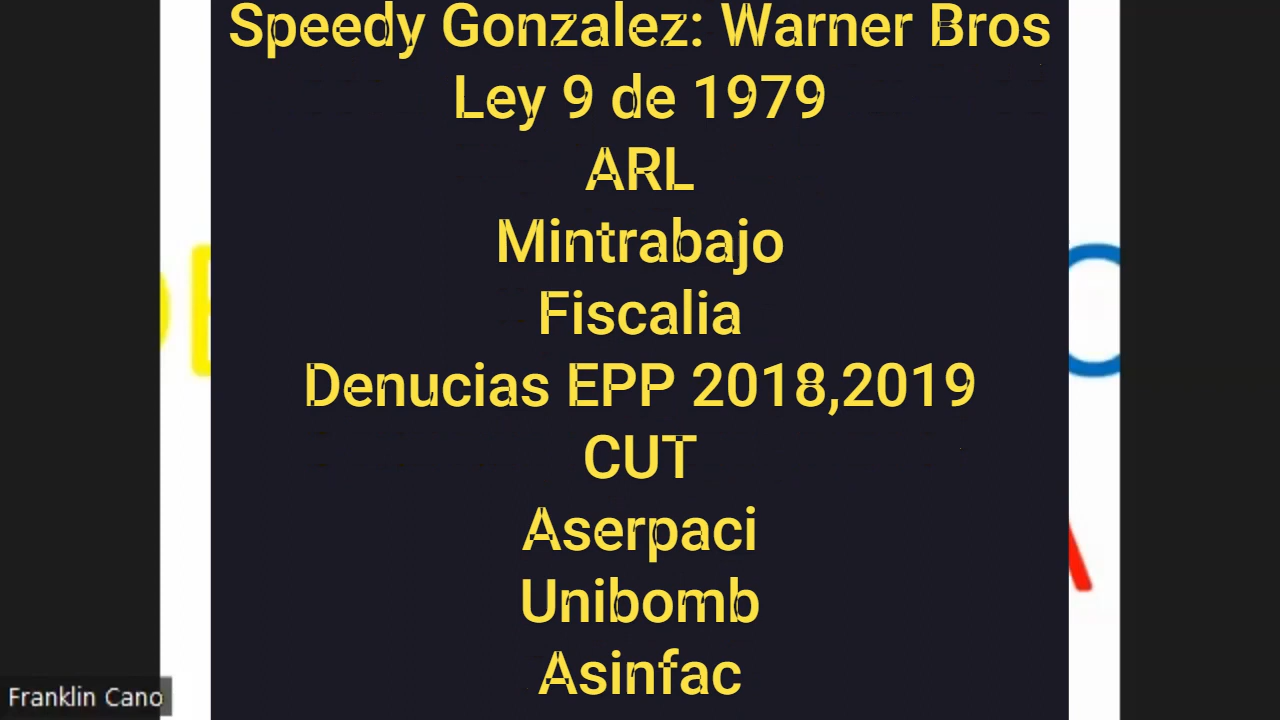 Speedy Gonzalez: Warner Bros
Ley 9 de 1979
ARL
Mintrabajo
Fiscalia
Denucias EPP 2018,2019
CUT
Aserpaci
Unibomb
Asinfac
Franklin Cano